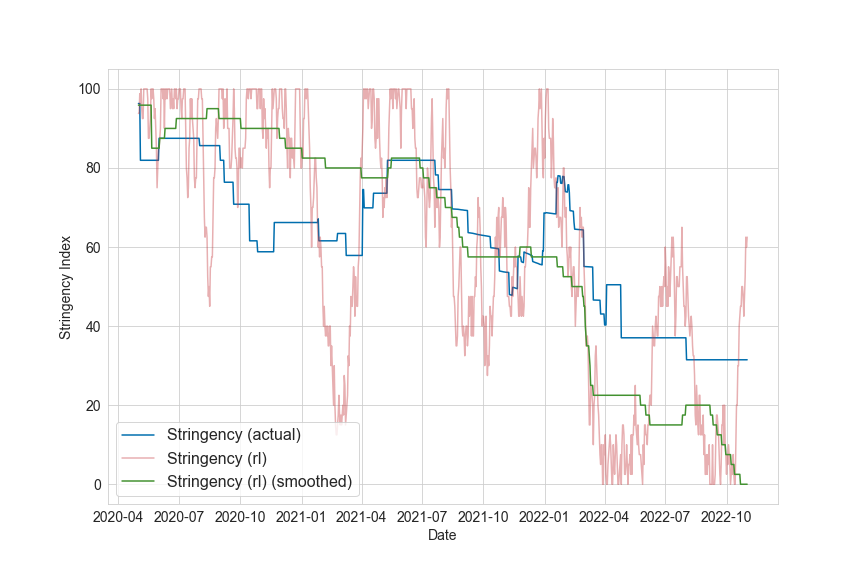 100
80
60
40
20
0
Stringency Index
Stringency (actual)
Stringency (rl)
Stringency (rl) (smoothed)
2020-04 2020-07 2020-10 2021-01 2021-04 2021-07 2021-10 2022-01 2022-04 2022-07 2022-10
Date